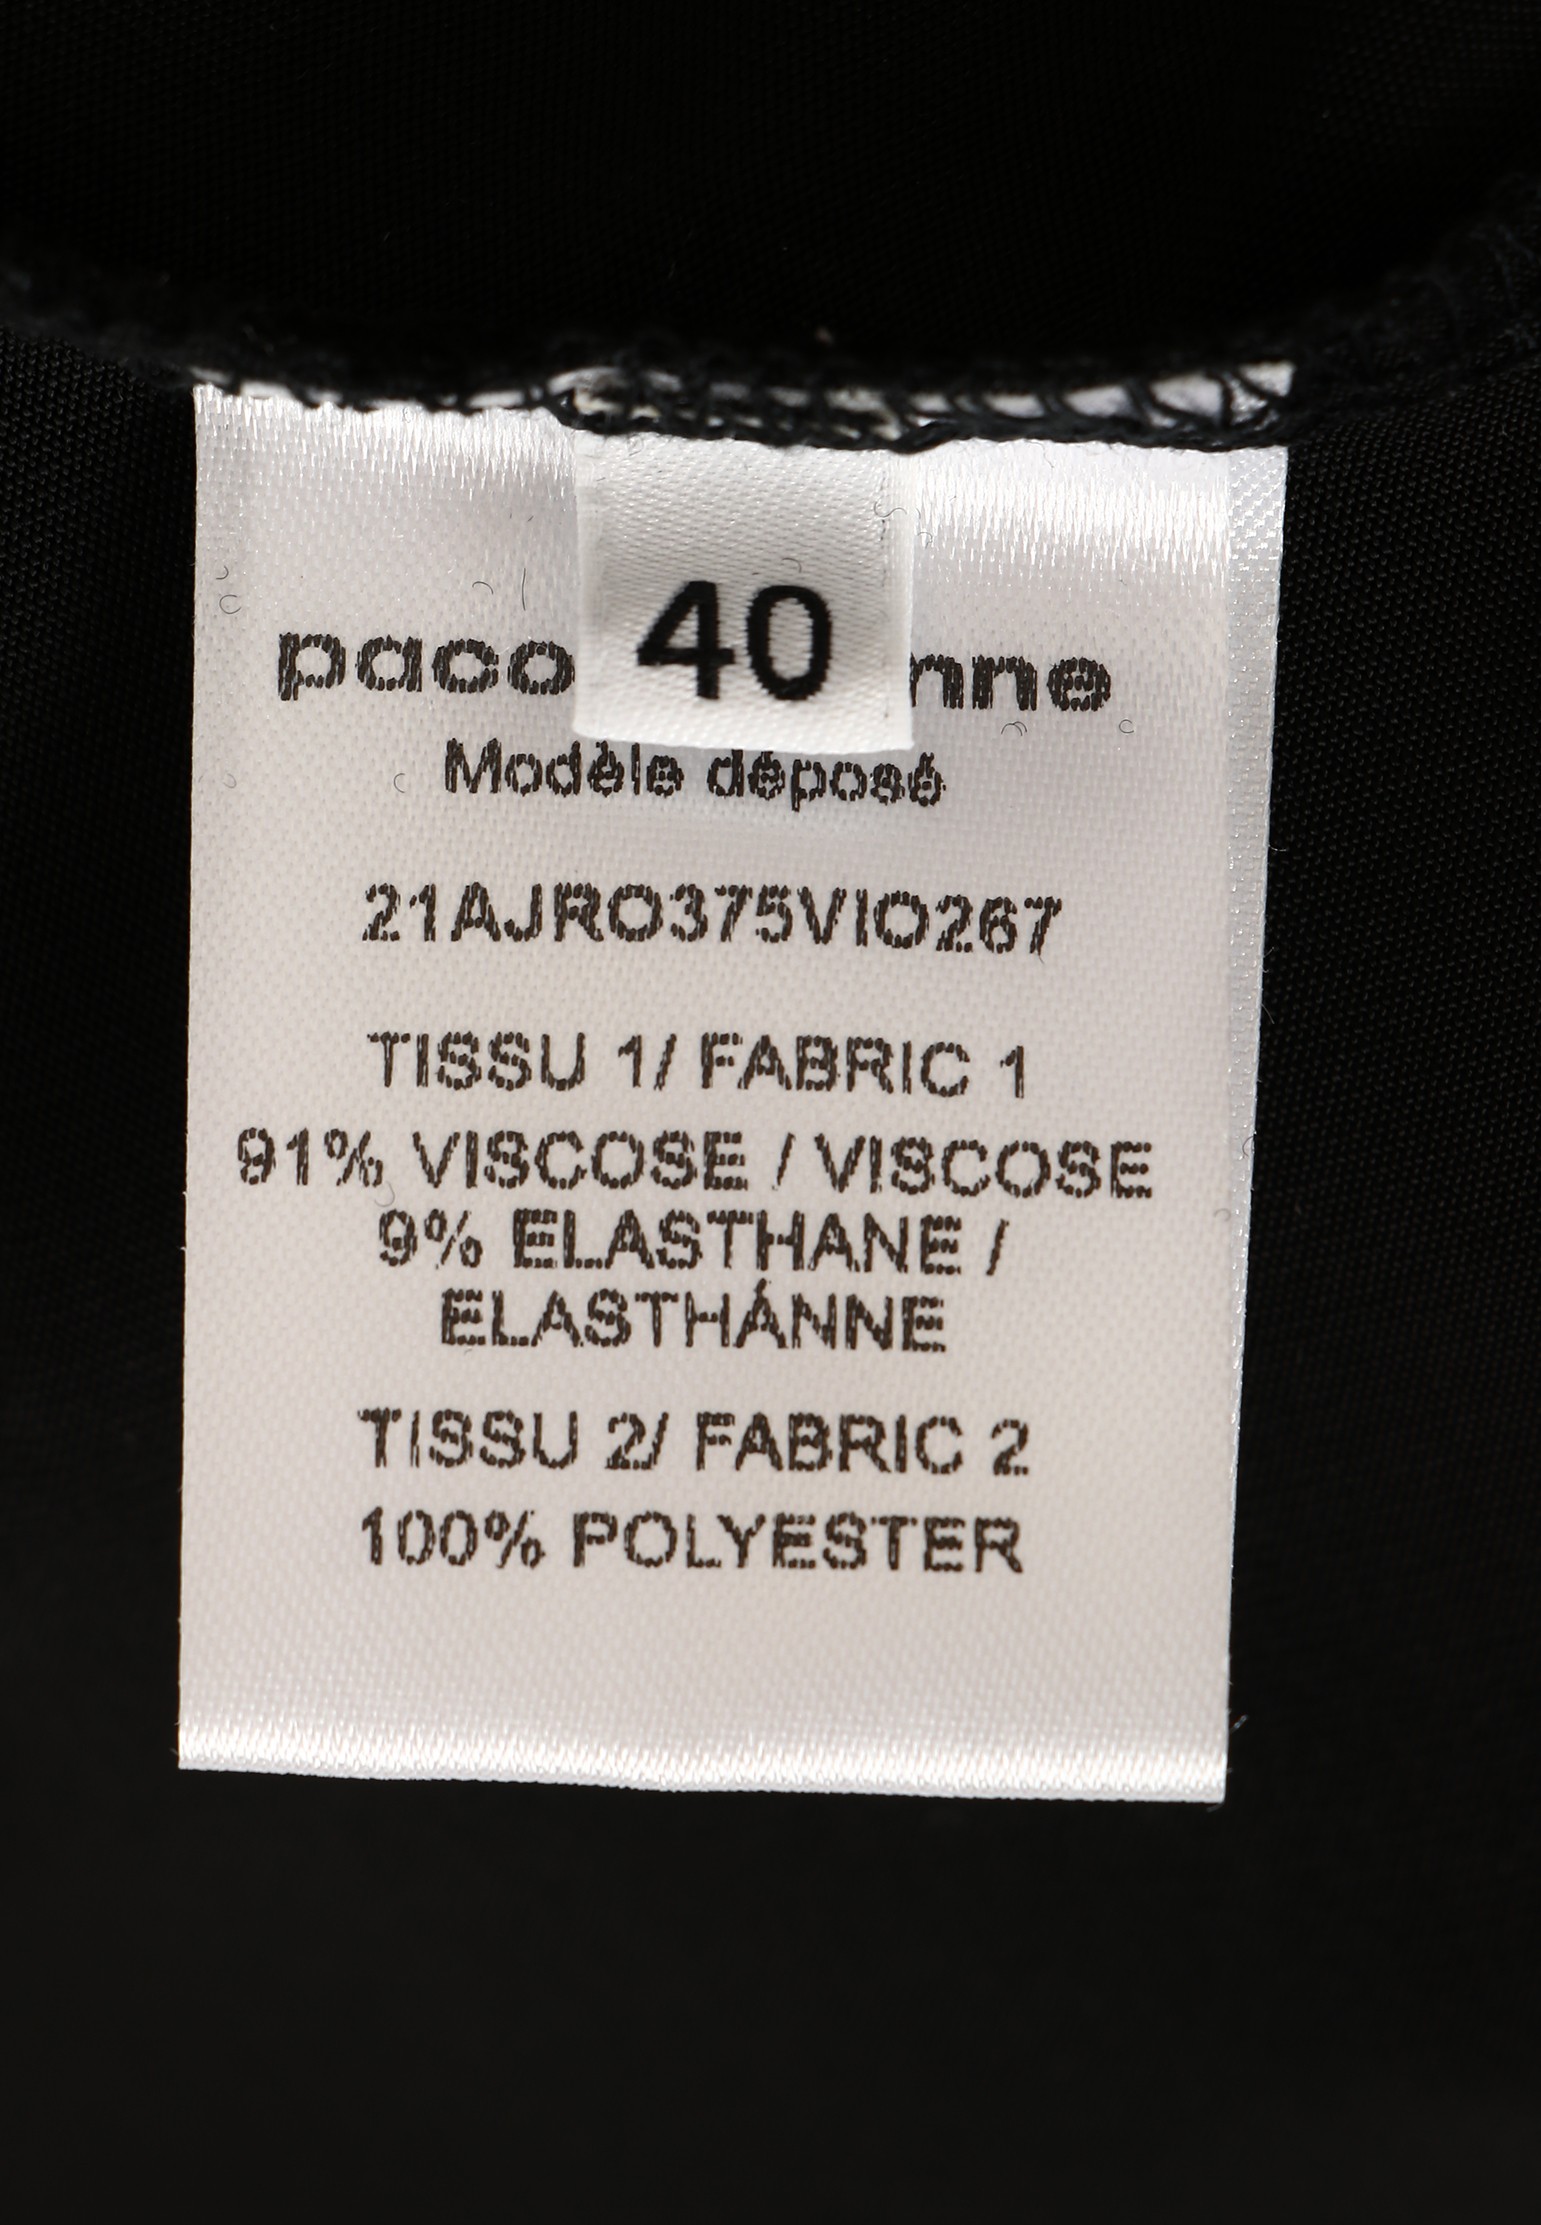 40
paco nne
Modèle déposé
21AJRO375VIO267
TISSU 1/ FABRIC 1
91% VISCOSE / VISCOSE
9% ELASTHANE /
ELASTHÁNNE
TISSU 2/ FABRIC 2
100% POLYESTER